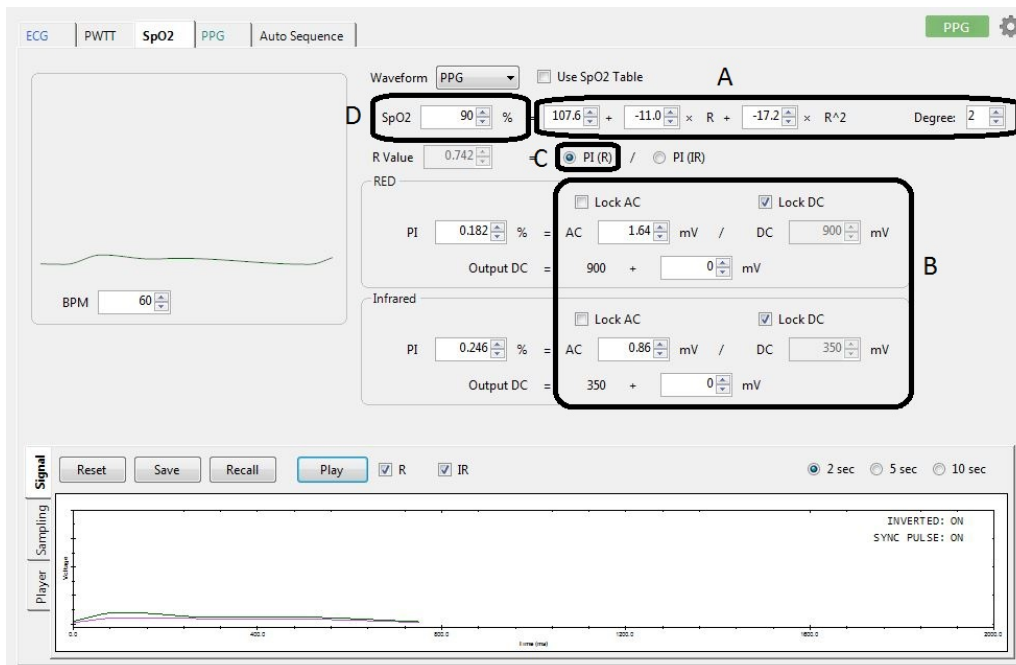 ECG PWTT SpO2 PPG Auto Sequence PPG
Waveform PPG Use SpO2 Table A
D SpO2 90 % = 107.6 + -11.0 × R + -17.2 × R^2 Degree: 2
R Value 0.742 = C PI (R) / PI (IR)
RED
Lock AC Lock DC
PI 0.182 % = AC 1.64 mV / DC 900 mV
Output DC = 900 + 0 mV
B
BPM 60
Infrared
Lock AC Lock DC
PI 0.246 % = AC 0.86 mV / DC 350 mV
Output DC = 350 + 0 mV
Signal
Sampling
Player
Reset Save Recall Play R IR 2 sec 5 sec 10 sec
INVERTED: ON
SYNC PULSE: ON
Voltage
0.0 400.0 800.0 1200.0 1600.0 2000.0
Time (ms)